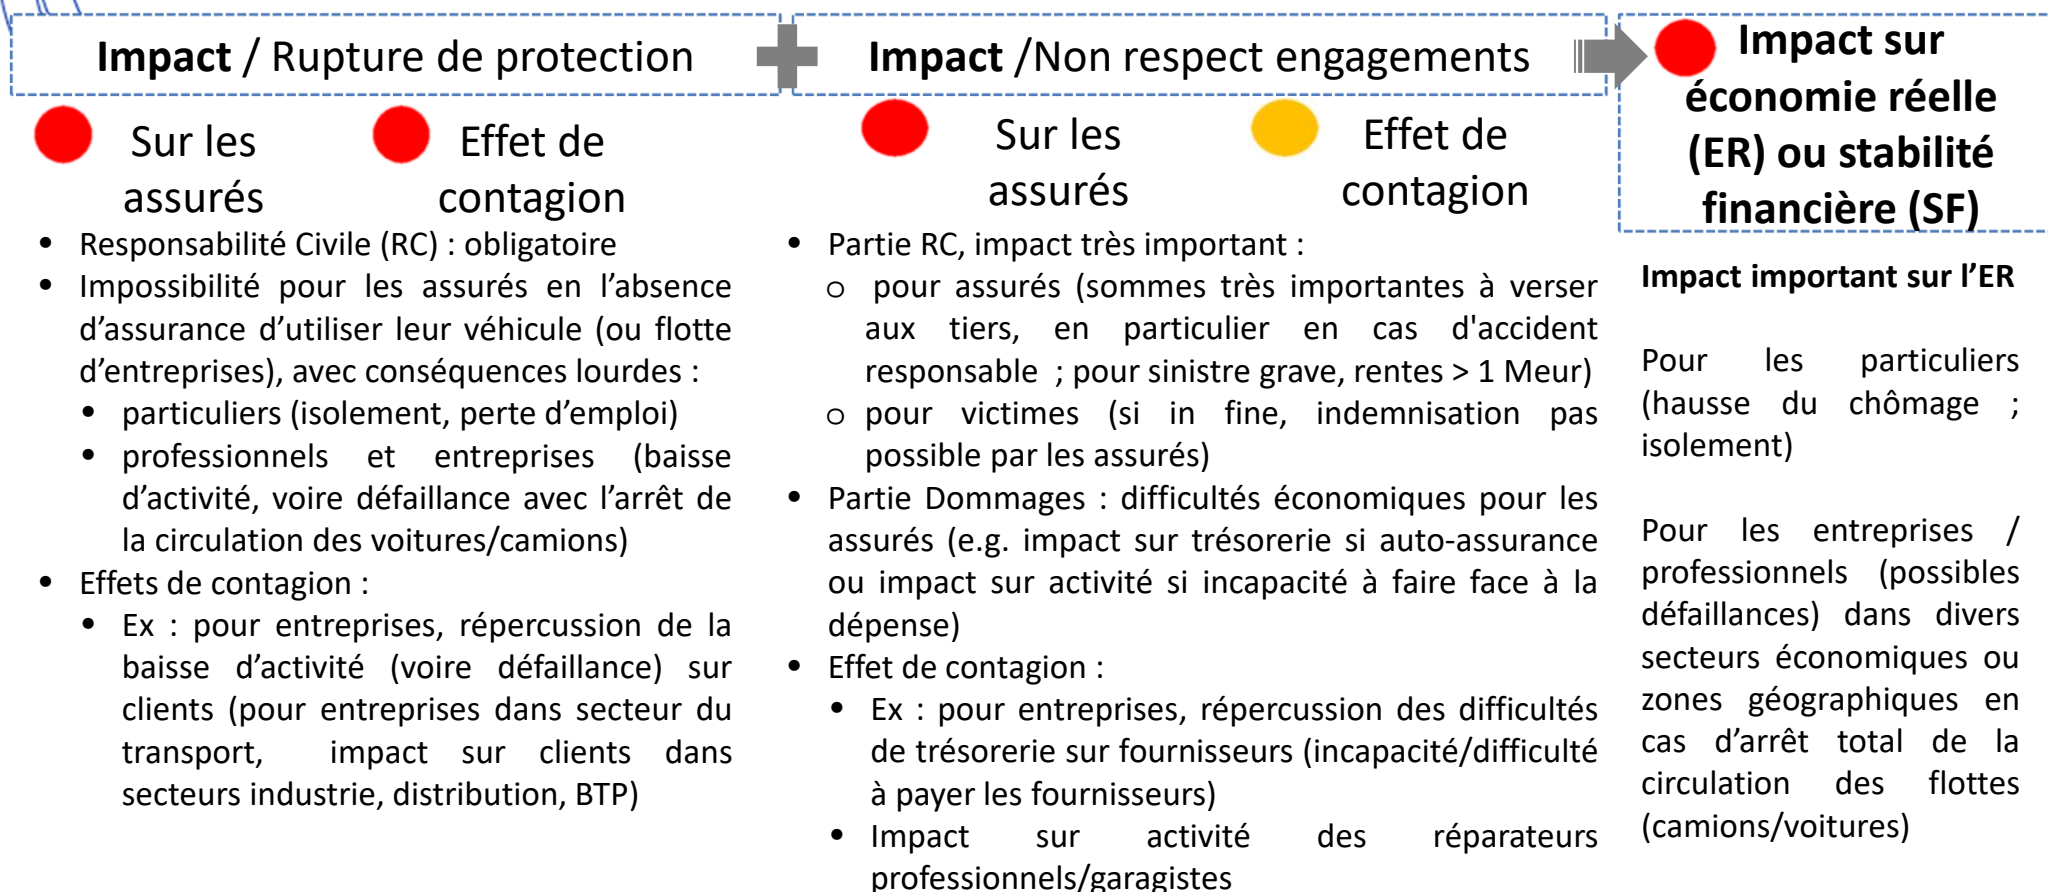 Impact / Rupture de protection
Sur les
assurés
Effet de
contagion
• Responsabilité Civile (RC) : obligatoire
• Impossibilité pour les assurés en l’absence
d’assurance d’utiliser leur véhicule (ou flotte
d’entreprises), avec conséquences lourdes :
• particuliers (isolement, perte d’emploi)
• professionnels et entreprises (baisse
d’activité, voire défaillance avec l’arrêt de
la circulation des voitures/camions)
• Effets de contagion :
• Ex : pour entreprises, répercussion de la
baisse d’activité (voire défaillance) sur
clients (pour entreprises dans secteur du
transport, impact sur clients dans
secteurs industrie, distribution, BTP)
Impact /Non respect engagements
Sur les
assurés
Effet de
contagion
• Partie RC, impact très important :
o pour assurés (sommes très importantes à verser
aux tiers, en particulier en cas d'accident
responsable ; pour sinistre grave, rentes > 1 Meur)
o pour victimes (si in fine, indemnisation pas
possible par les assurés)
• Partie Dommages : difficultés économiques pour les
assurés (e.g. impact sur trésorerie si auto-assurance
ou impact sur activité si incapacité à faire face à la
dépense)
• Effet de contagion :
• Ex : pour entreprises, répercussion des difficultés
de trésorerie sur fournisseurs (incapacité/difficulté
à payer les fournisseurs)
• Impact sur activité des réparateurs
professionnels/garagistes
Impact sur
économie réelle
(ER) ou stabilité
financière (SF)
Impact important sur l’ER
Pour les particuliers
(hausse du chômage ;
isolement)
Pour les entreprises /
professionnels (possibles
défaillances) dans divers
secteurs économiques ou
zones géographiques en
cas d’arrêt total de la
circulation des flottes
(camions/voitures)